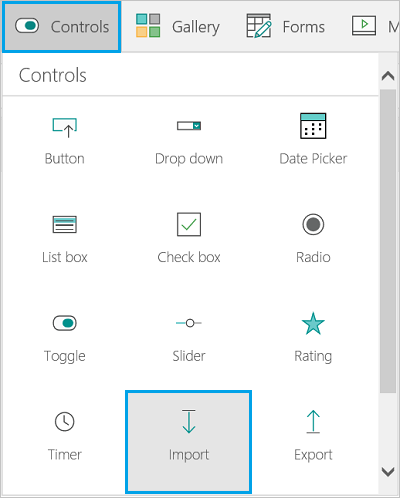 Controls Gallery Forms M
Controls
Button Drop down Date Picker
List box Check box Radio
Toggle Slider Rating
Timer Import Export